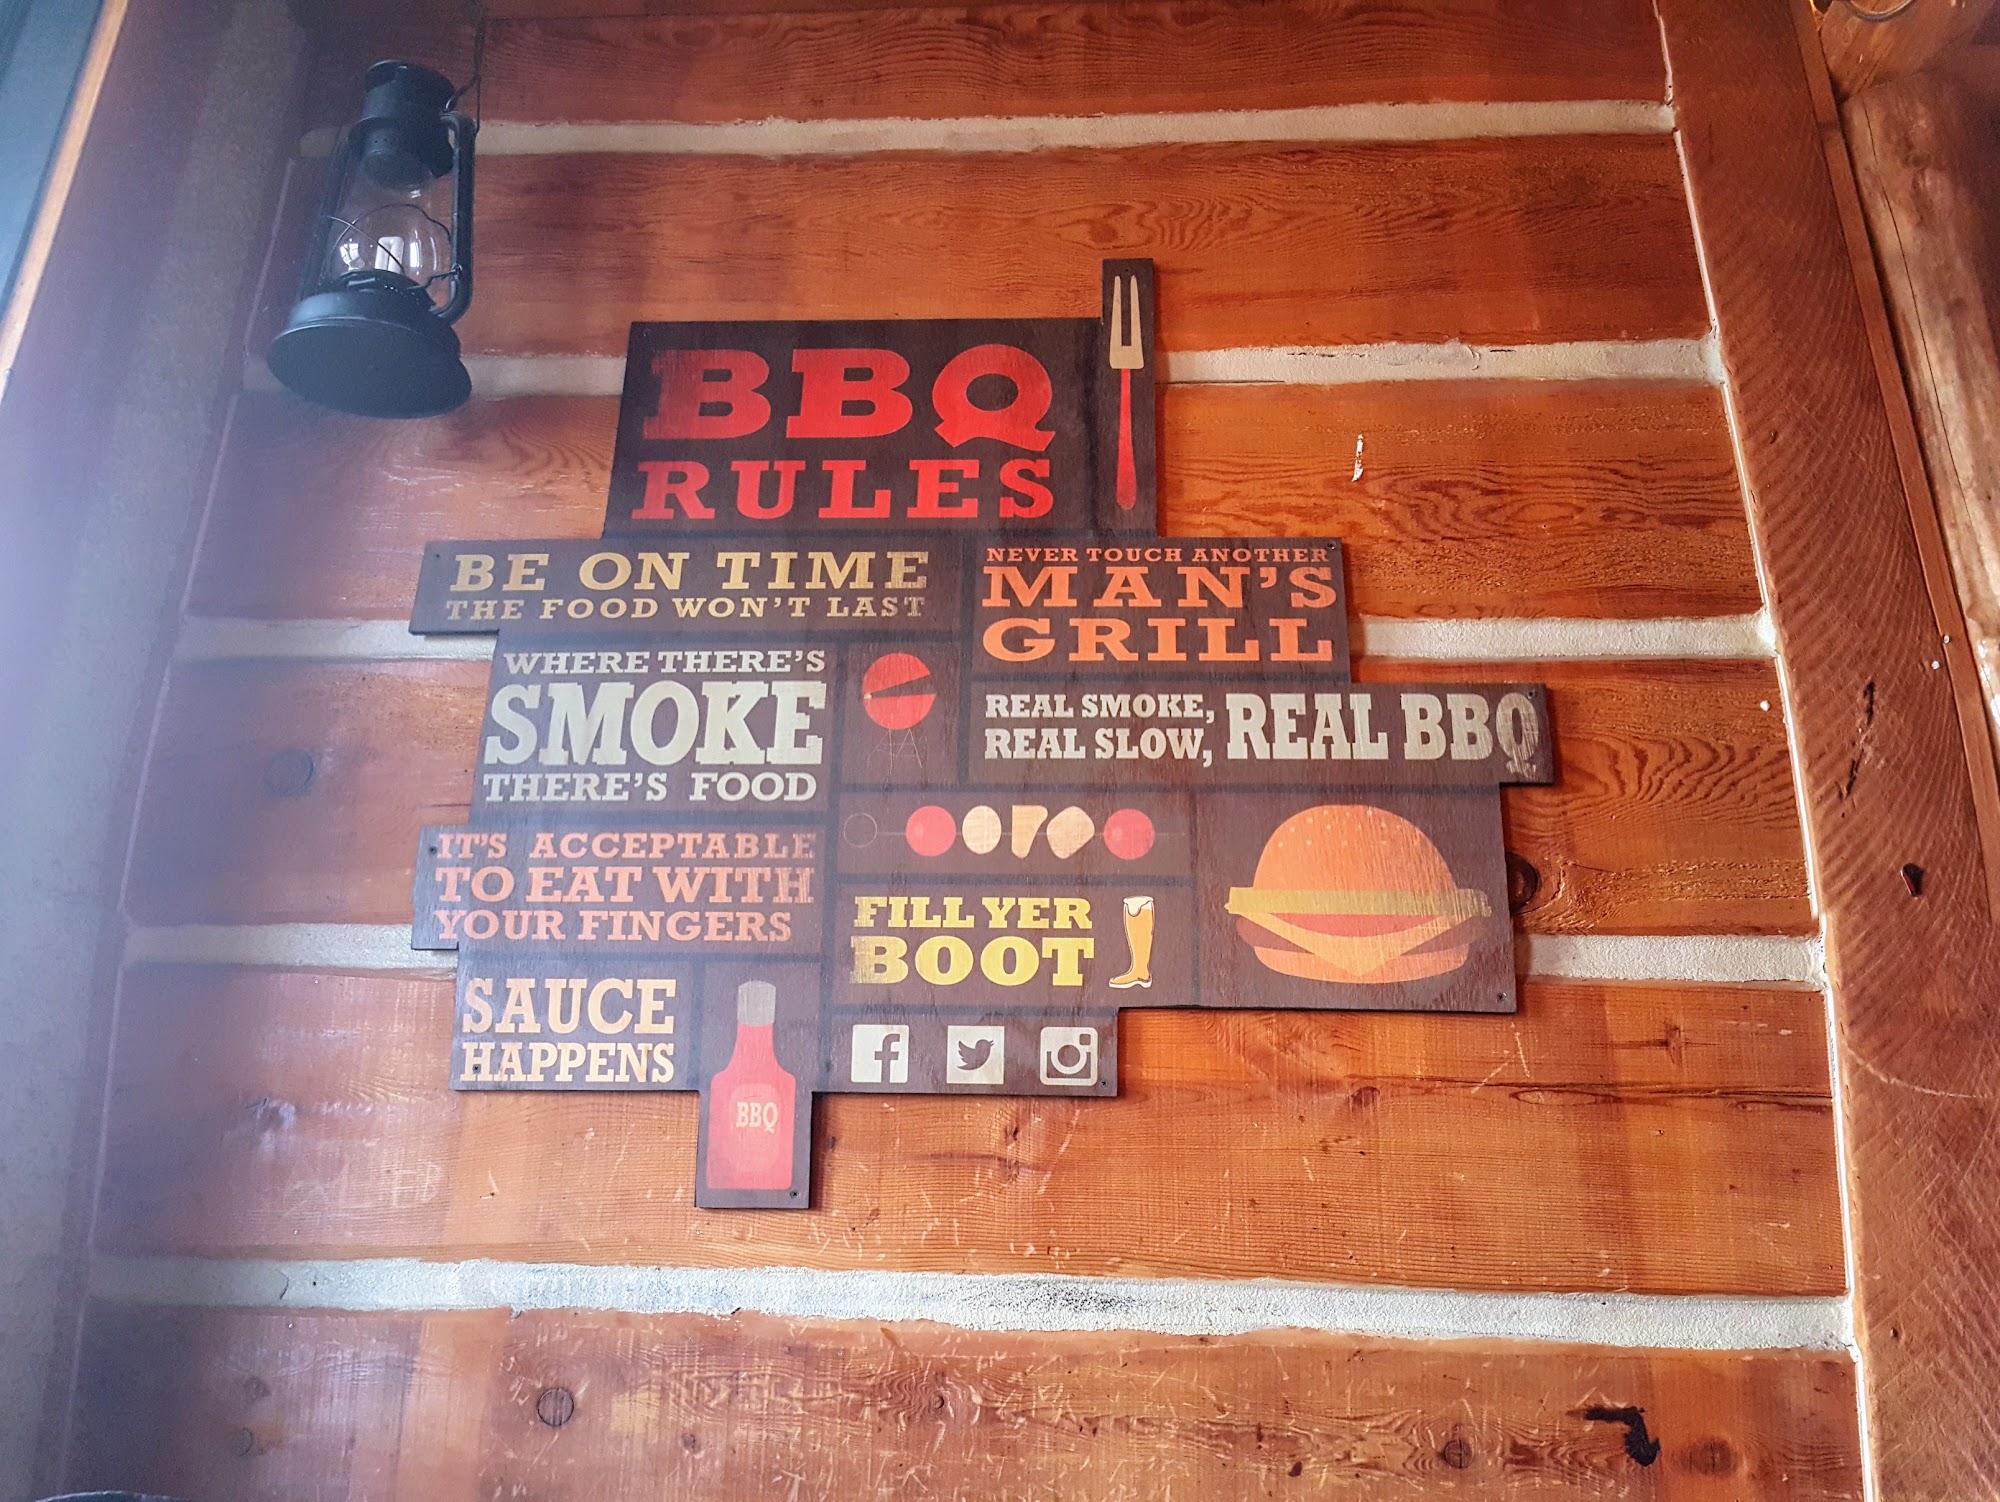 BBQ
RULES
BE ON TIME
THE FOOD WON'T LAST
NEVER TOUCH ANOTHER
MAN'S
GRILL
WHERE THERE'S
SMOKE
THERE'S FOOD
REAL SMOKE,
REAL SLOW,
REAL BBQ
IT'S ACCEPTABLE
TO EAT WITH
YOUR FINGERS
FILL YER
BOOT
SAUCE
HAPPENS
BBQ